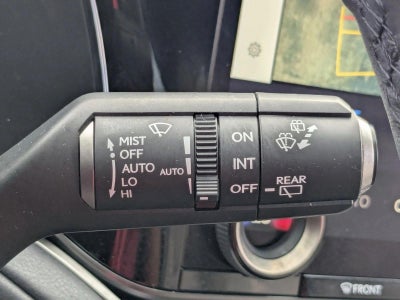 MIST
OFF
AUTO
LO
HI
AUTO
ON
INT
OFF
REAR
FRONT